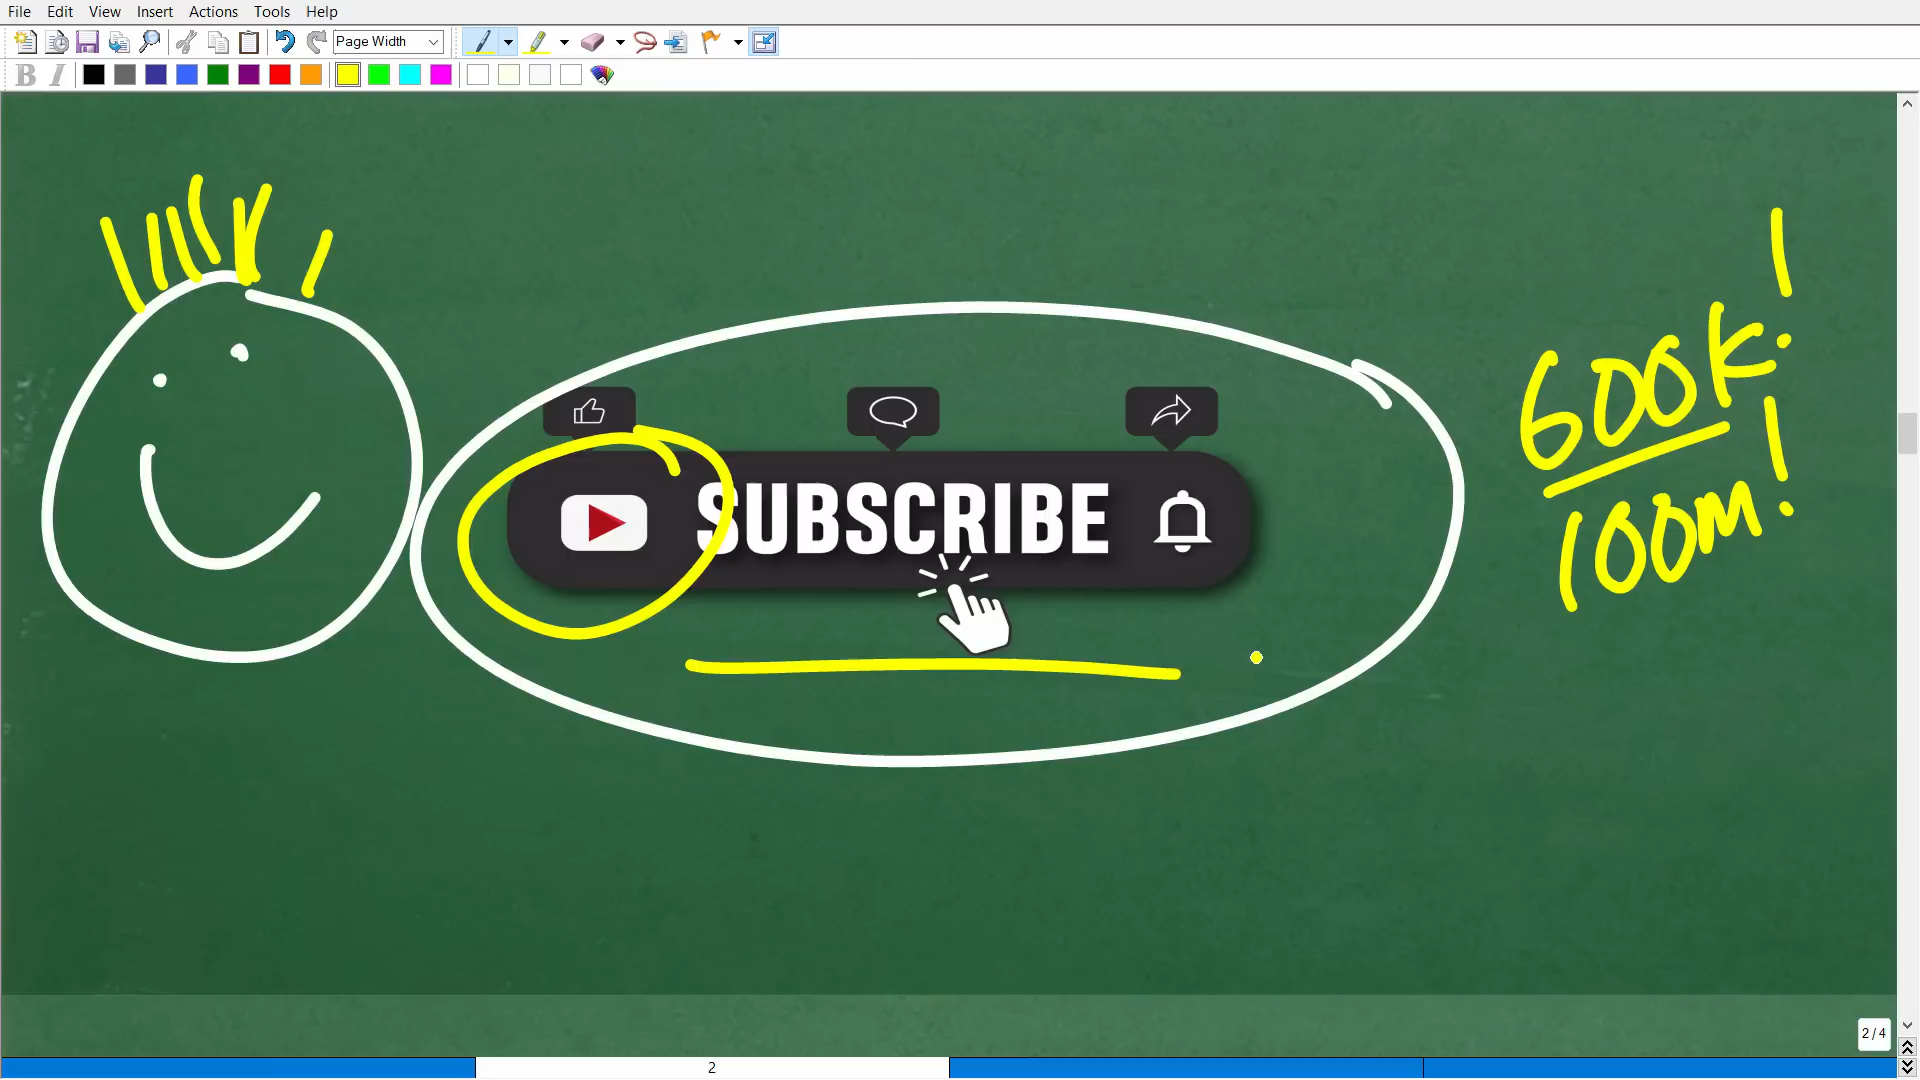 File Edit View Insert Actions Tools Help
Page Width
B I
600K!
100M!
SUBSCRIBE
2 / 4
2